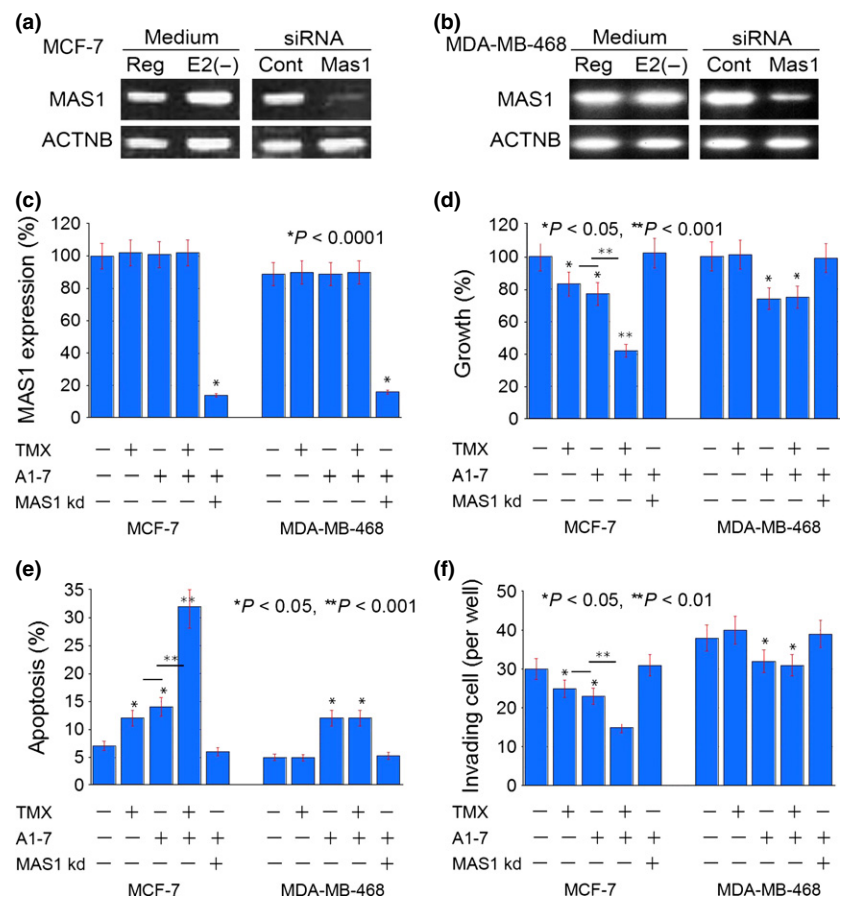 (a)
MCF-7
Medium siRNA
Reg E2(−) Cont Mas1
MAS1
ACTNB
(b)
MDA-MB-468
Medium siRNA
Reg E2(−) Cont Mas1
MAS1
ACTNB
(c)
MAS1 expression (%)
120
100
80
60
40
20
0
*P < 0.0001
*
*
TMX − + − + − − + − + −
A1-7 − − + + + − − + + +
MAS1 kd − − − − + − − − − +
MCF-7 MDA-MB-468
(d)
Growth (%)
120
100
80
60
40
20
0
*P < 0.05, **P < 0.001
* * ** **
* *
TMX − + − + − − + − + −
A1-7 − − + + + − − + + +
MAS1 kd − − − − + − − − − +
MCF-7 MDA-MB-468
(e)
Apoptosis (%)
35
30
25
20
15
10
5
0
*P < 0.05, **P < 0.001
* * ** **
* *
TMX − + − + − − + − + −
A1-7 − − + + + − − + + +
MAS1 kd − − − − + − − − − +
MCF-7 MDA-MB-468
(f)
Invading cell (per well)
50
40
30
20
10
0
*P < 0.05, **P < 0.01
* * **
* *
TMX − + − + − − + − + −
A1-7 − − + + + − − + + +
MAS1 kd − − − − + − − − − +
MCF-7 MDA-MB-468